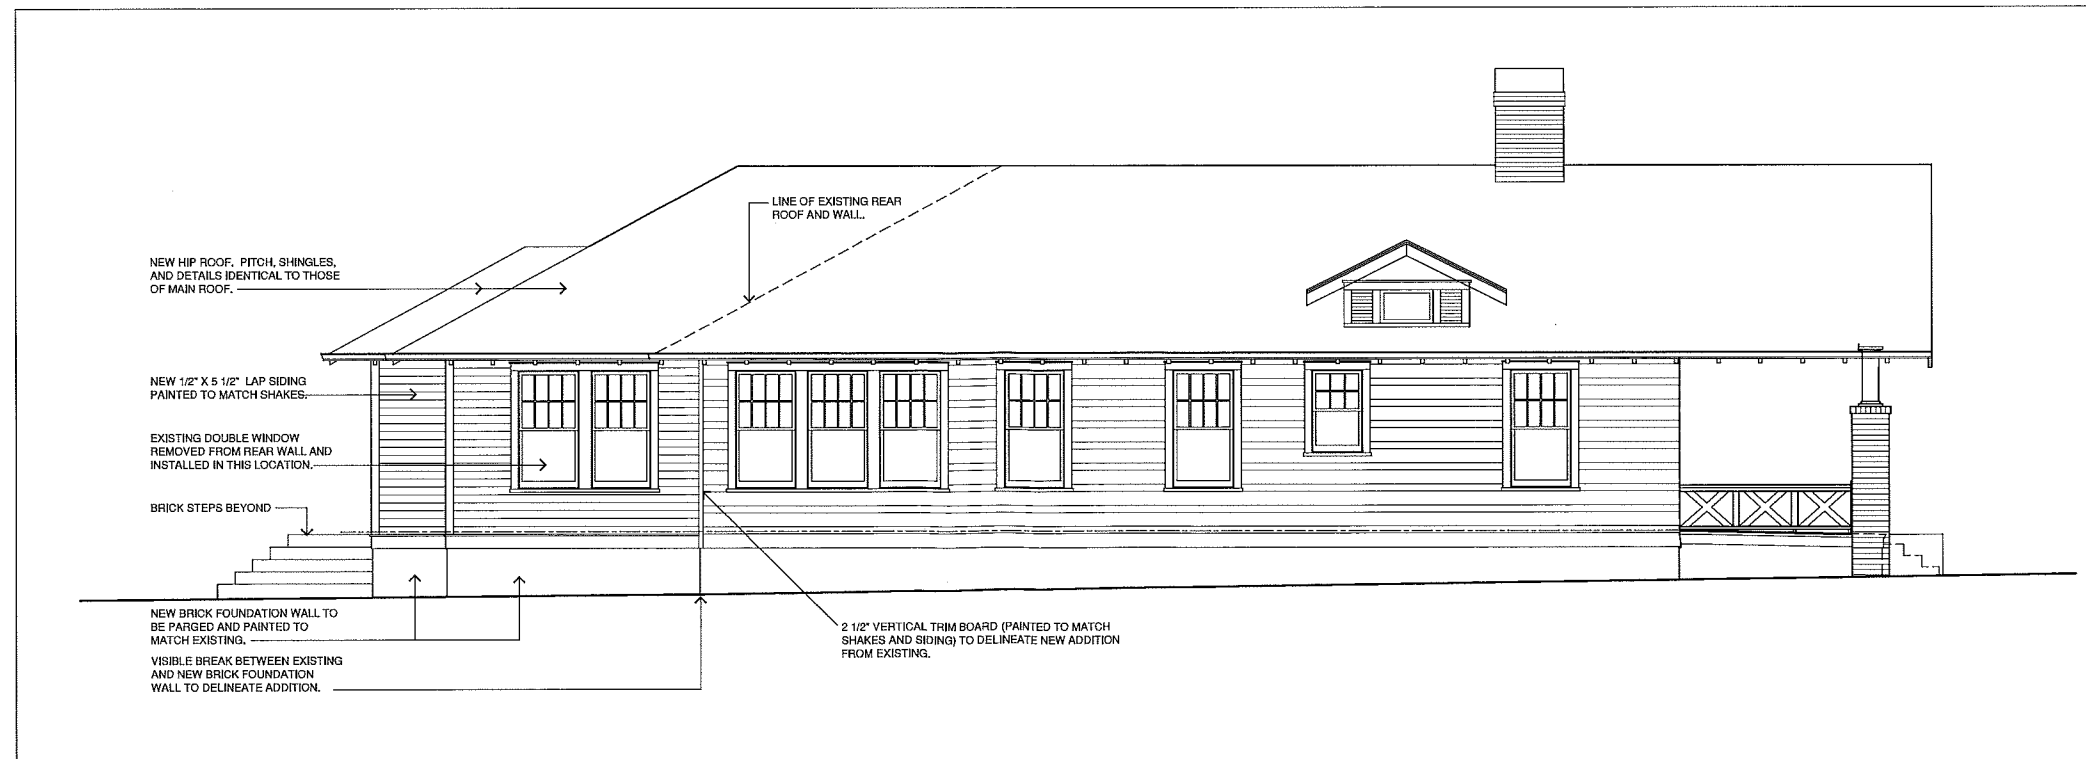 LINE OF EXISTING REAR
ROOF AND WALL.
NEW HIP ROOF. PITCH, SHINGLES,
AND DETAILS IDENTICAL TO THOSE
OF MAIN ROOF.
NEW 1/2" X 5 1/2" LAP SIDING
PAINTED TO MATCH SHAKES.
EXISTING DOUBLE WINDOW
REMOVED FROM REAR WALL AND
INSTALLED IN THIS LOCATION.
BRICK STEPS BEYOND
NEW BRICK FOUNDATION WALL TO
BE PARGED AND PAINTED TO
MATCH EXISTING.
VISIBLE BREAK BETWEEN EXISTING
AND NEW BRICK FOUNDATION
WALL TO DELINEATE ADDITION.
2 1/2" VERTICAL TRIM BOARD (PAINTED TO MATCH
SHAKES AND SIDING) TO DELINEATE NEW ADDITION
FROM EXISTING.